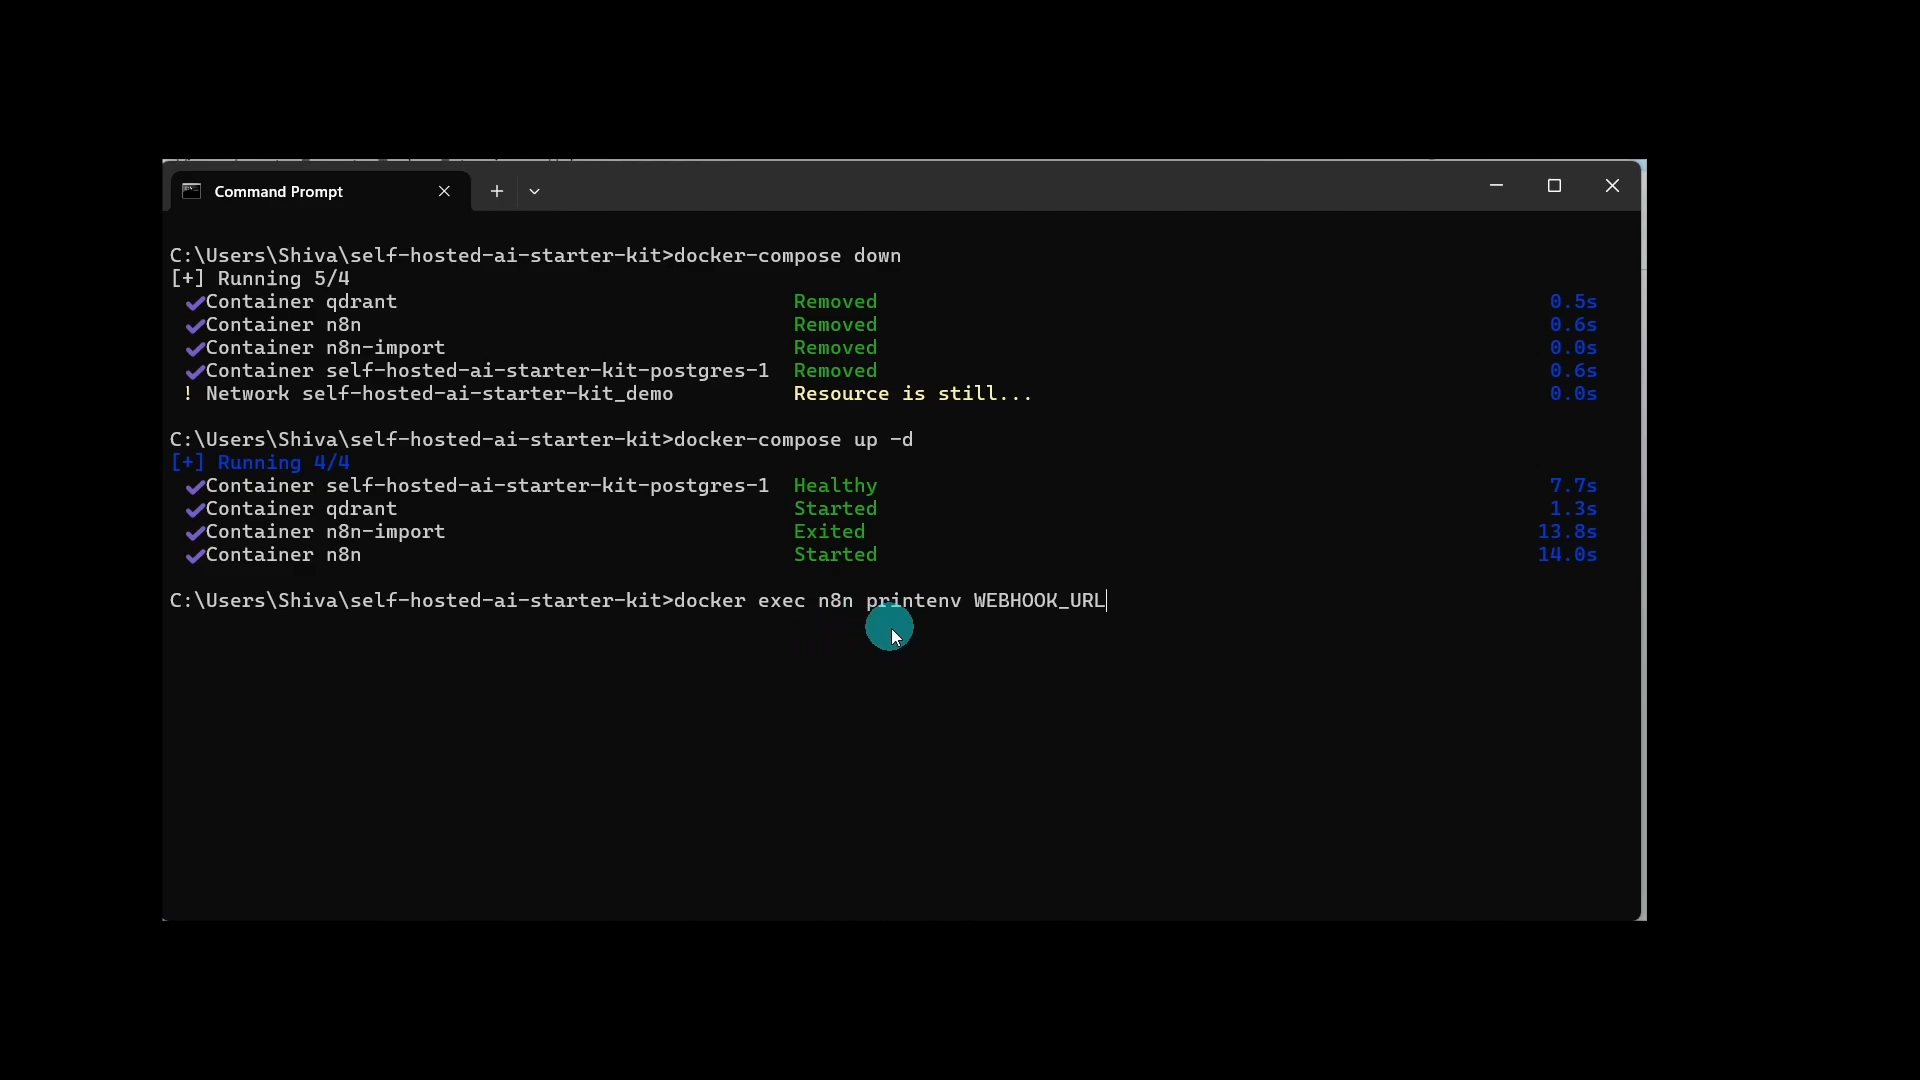 Command Prompt
C:\Users\Shiva\self-hosted-ai-starter-kit>docker-compose down
[+] Running 5/4
✔Container qdrant Removed 0.5s
✔Container n8n Removed 0.6s
✔Container n8n-import Removed 0.0s
✔Container self-hosted-ai-starter-kit-postgres-1 Removed 0.6s
! Network self-hosted-ai-starter-kit_demo Resource is still... 0.0s
C:\Users\Shiva\self-hosted-ai-starter-kit>docker-compose up -d
[+] Running 4/4
✔Container self-hosted-ai-starter-kit-postgres-1 Healthy 7.7s
✔Container qdrant Started 1.3s
✔Container n8n-import Exited 13.8s
✔Container n8n Started 14.0s
C:\Users\Shiva\self-hosted-ai-starter-kit>docker exec n8n printenv WEBHOOK_URL